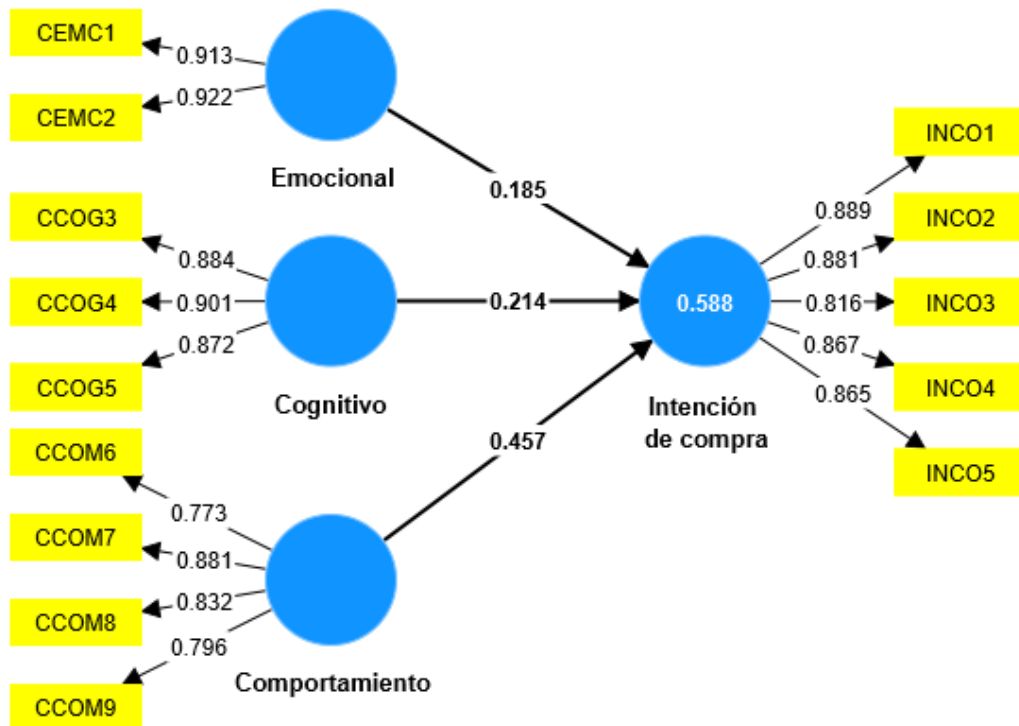 CEMC1
0.913
0.922
CEMC2
Emocional
0.185
CCOG3
0.884
CCOG4
0.901
0.872
CCOG5
Cognitivo
0.214
CCOM6
0.773
CCOM7
0.881
CCOM8
0.832
0.796
CCOM9
Comportamiento
0.457
0.588
Intención
de compra
INCO1
0.889
INCO2
0.881
INCO3
0.816
INCO4
0.867
0.865
INCO5